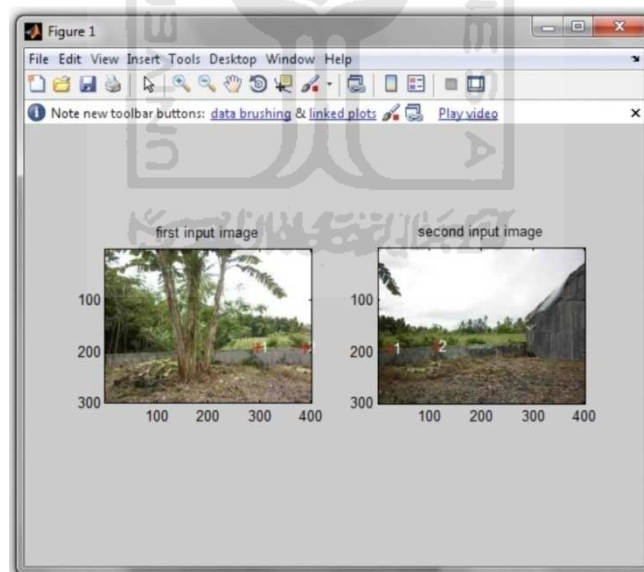 Figure 1
File Edit View Insert Tools Desktop Window Help
Note new toolbar buttons: data brushing & linked plots Play video
first input image second input image
100 100
200 200
300 300
100 200 300 400 100 200 300 400
1 1 2